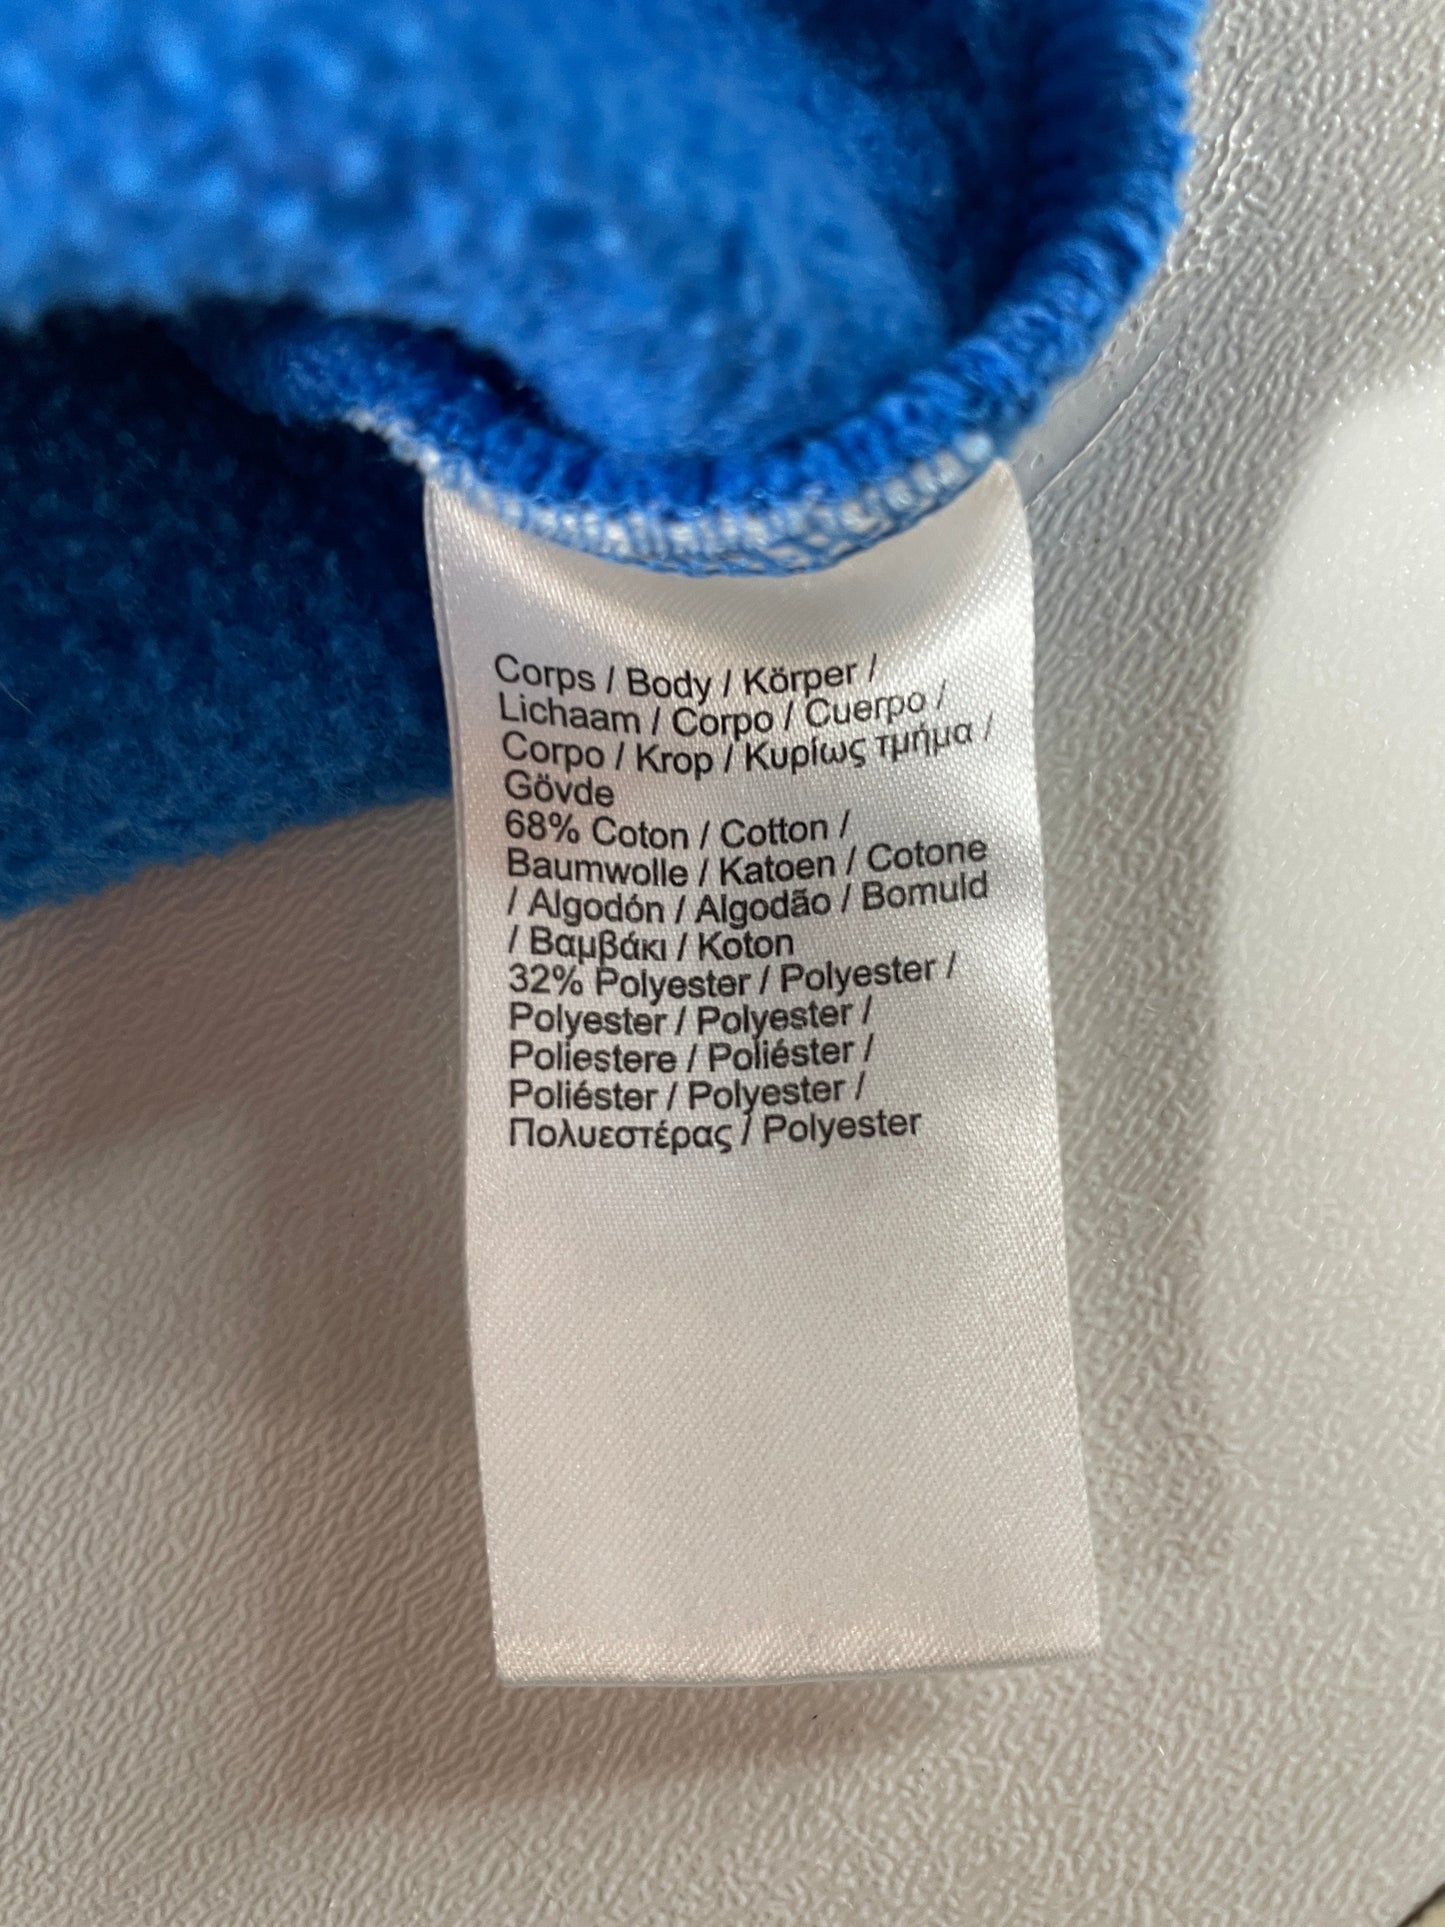 Corps / Body / Körper /
Lichaam / Corpo / Cuerpo /
Corpo / Krop / Κυρίως τμήμα /
Gövde
68% Coton / Cotton /
Baumwolle / Katoen / Cotone
/ Algodón / Algodão / Bomuld
/ Βαμβάκι / Koton
32% Polyester / Polyester /
Polyester / Polyester /
Poliestere / Poliéster /
Poliéster / Polyester /
Πολυεστέρας / Polyester